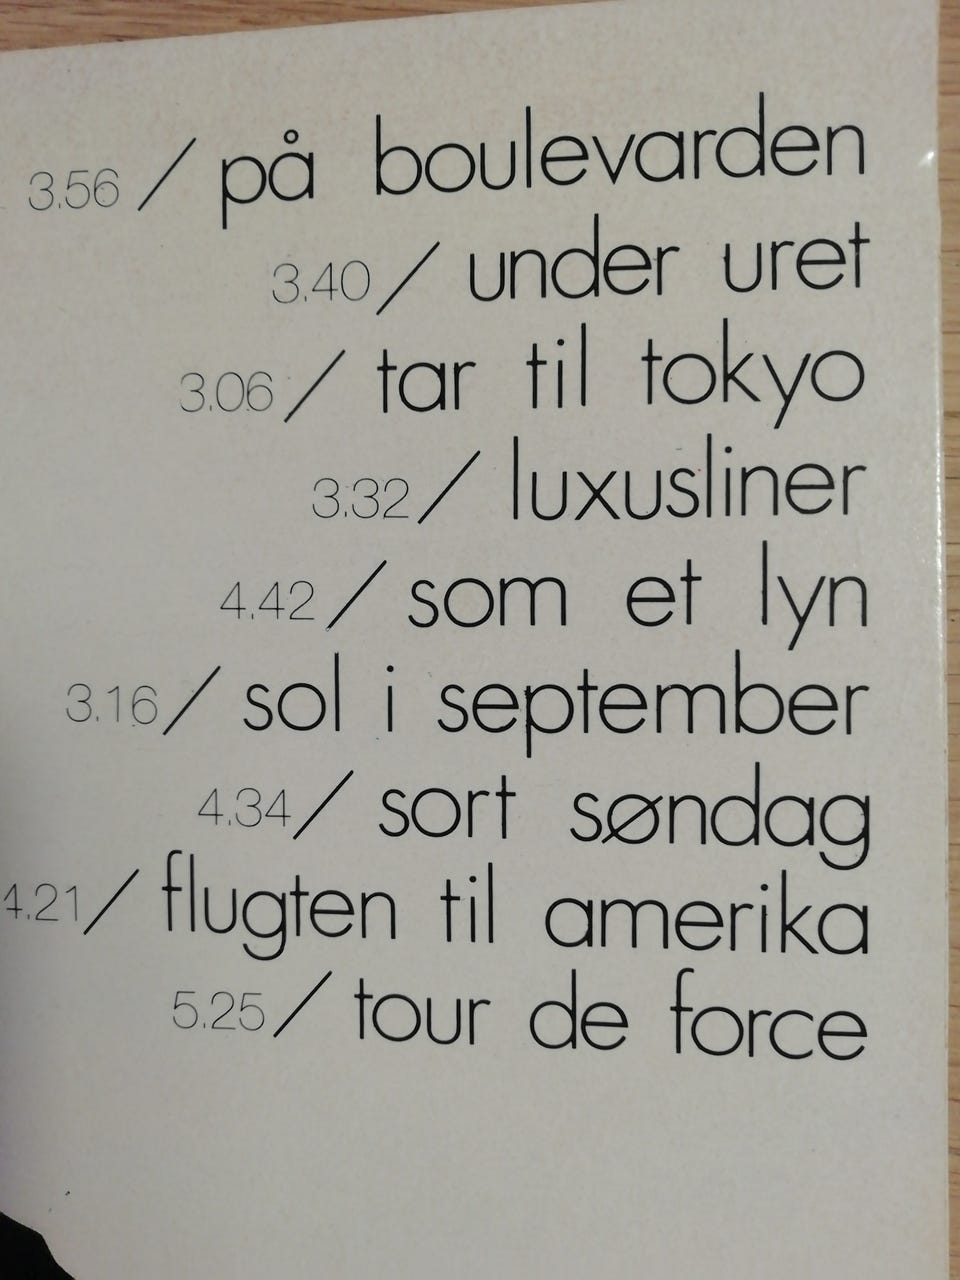 3.56 / på boulevarden
3.40 / under uret
3.06 / tar til tokyo
3.32 / luxusliner
4.42 / som et lyn
3.16 / sol i september
4.34 / sort søndag
4.21 / flugten til amerika
5.25 / tour de force